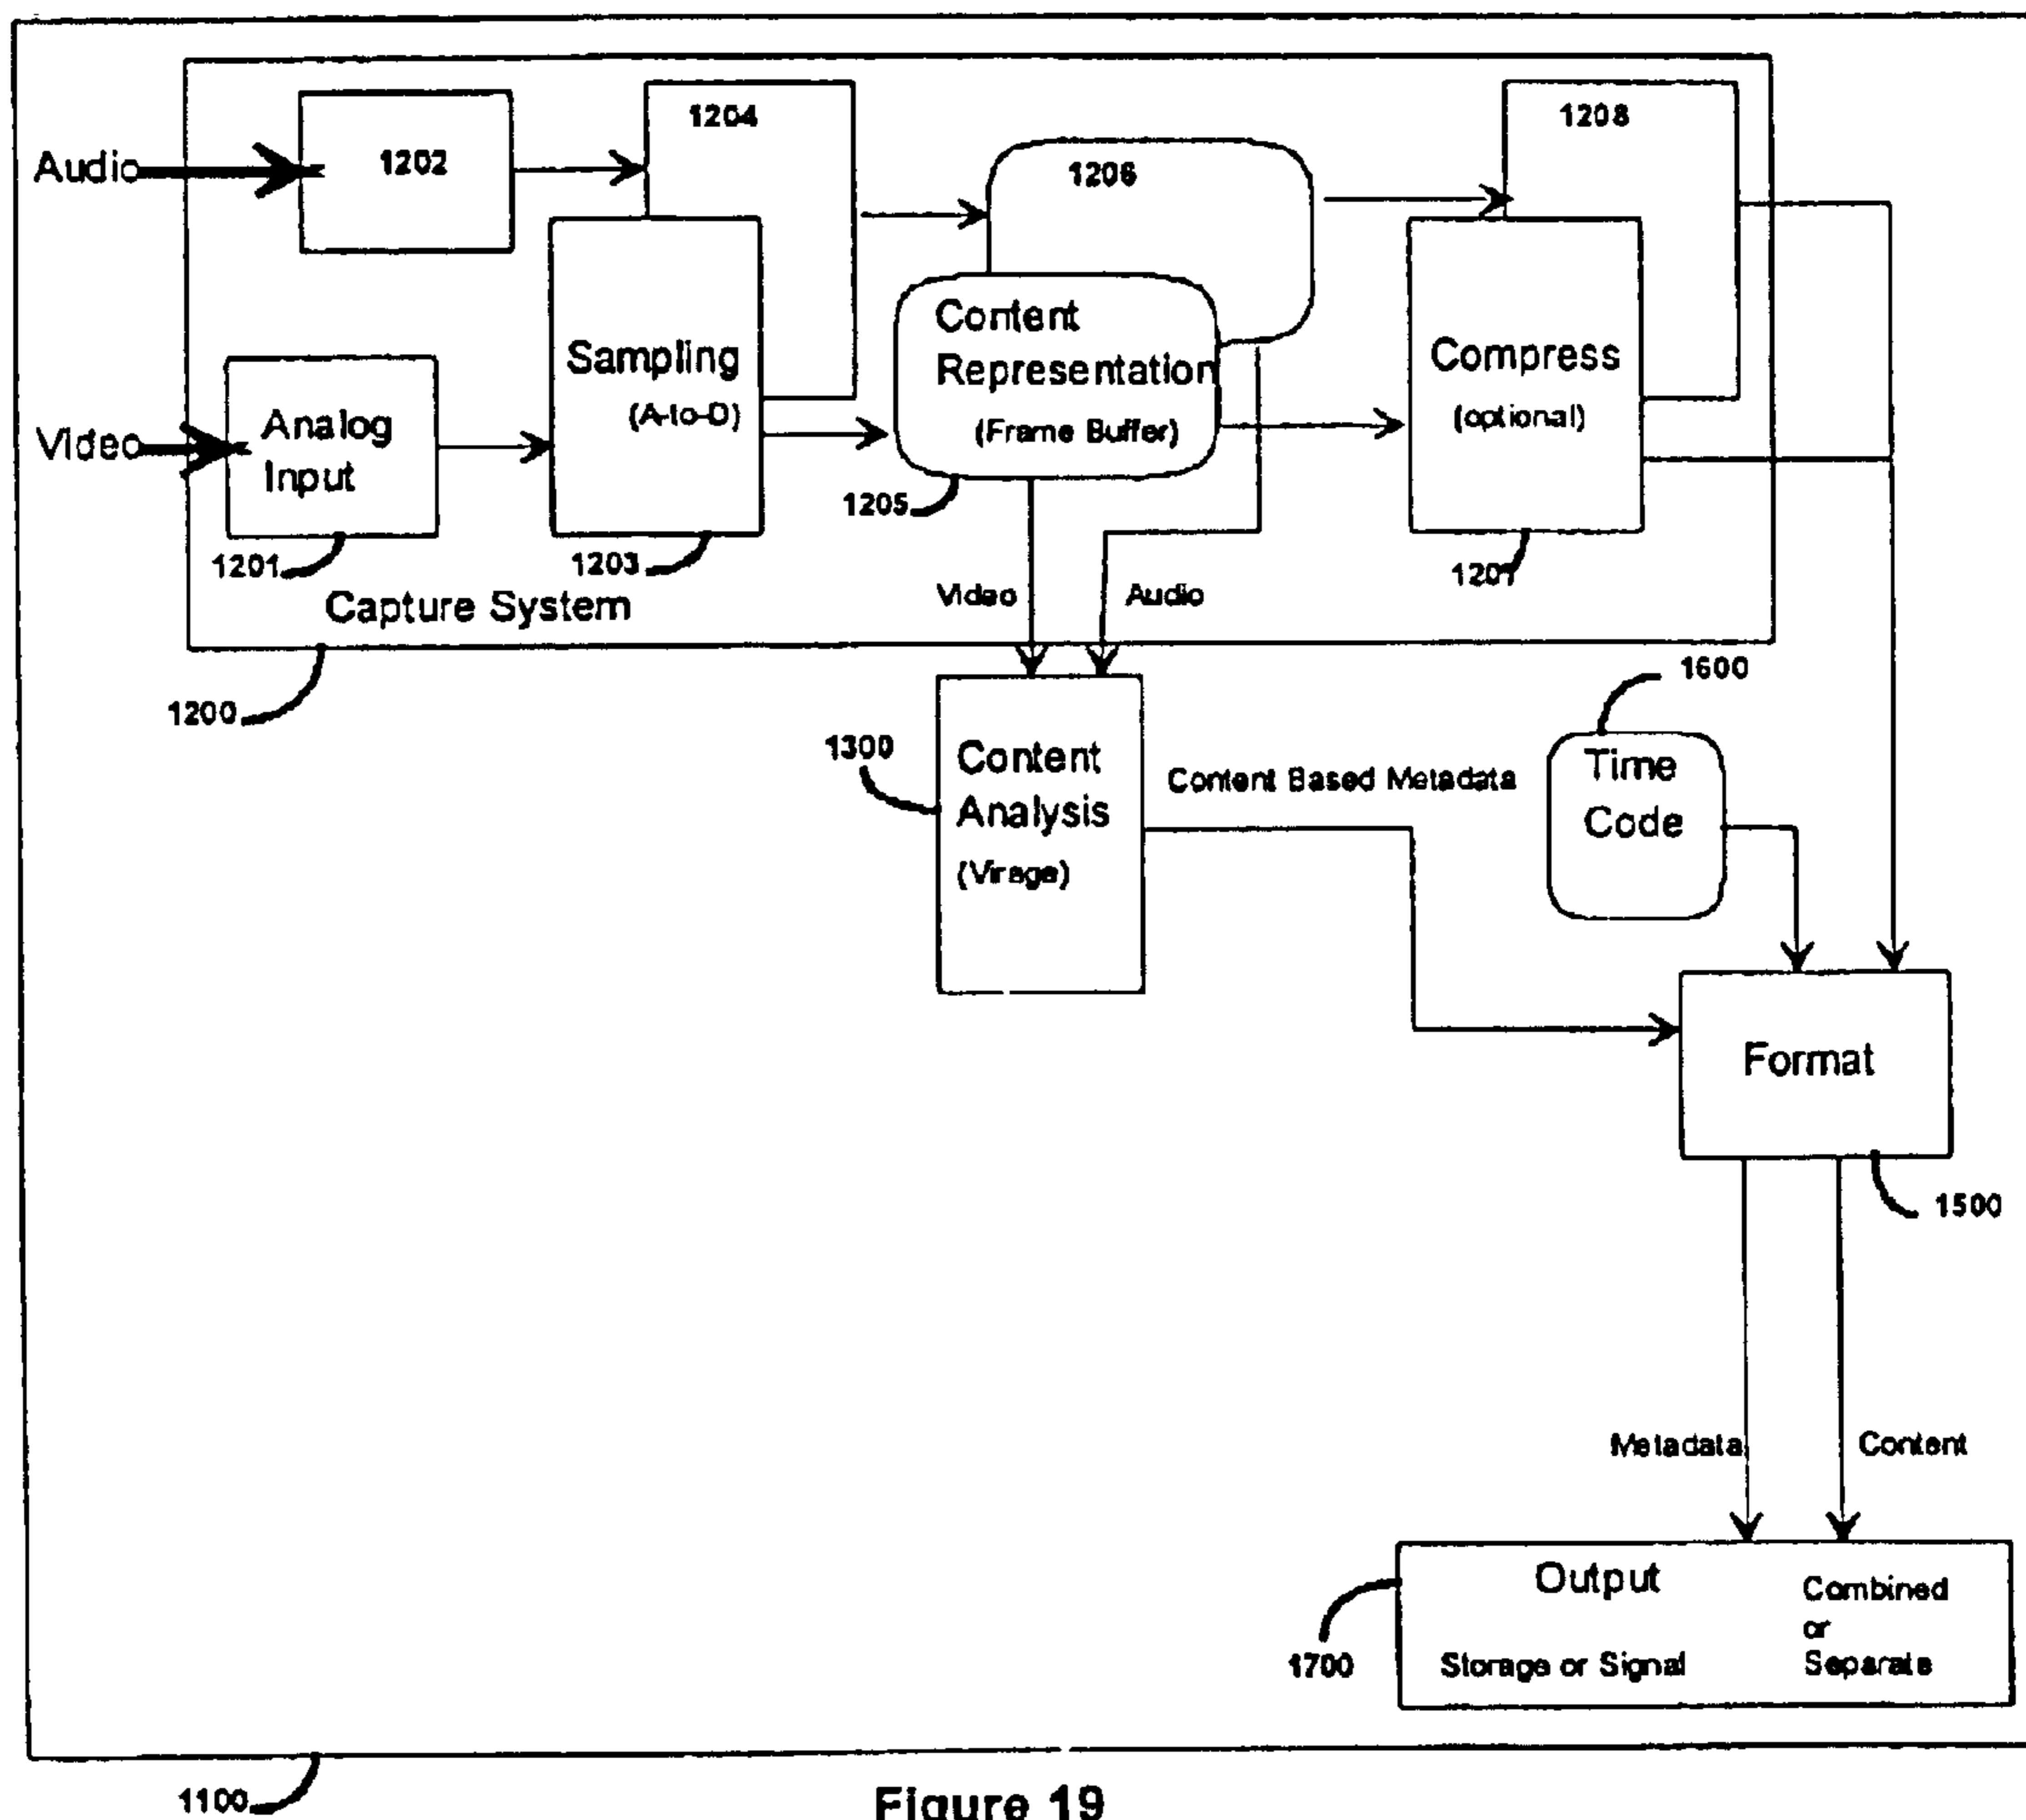 1204
1208
Audio
1202
1206
Content
Representation
(Frame Buffer)
Sampling
(A-to-D)
Compress
(optional)
Video
Analog
Input
1205
1201
1203
1207
Capture System
Video
Audio
1200
1600
1300
Content
Analysis
(Virage)
Content Based Metadata
Time
Code
Format
1500
Metadata
Content
Output
Combined
or
Separate
Storage or Signal
1700
1100
Figure 19